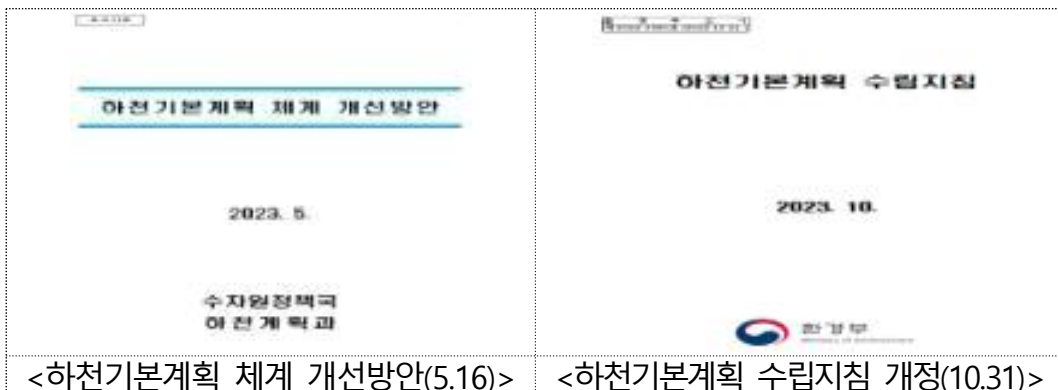 하천기본계획 체계 개선방안
2023. 5.
수자원정책국
하천계획과
<하천기본계획 체계 개선방안(5.16)>
하천기본계획 수립지침
2023. 10.
환경부
<하천기본계획 수립지침 개정(10.31)>